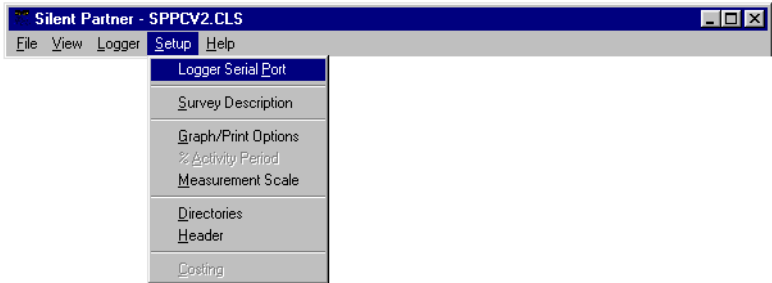 Silent Partner - SPPCV2.CLS
File View Logger Setup Help
Logger Serial Port
Survey Description
Graph/Print Options
% Activity Period
Measurement Scale
Directories
Header
Costing